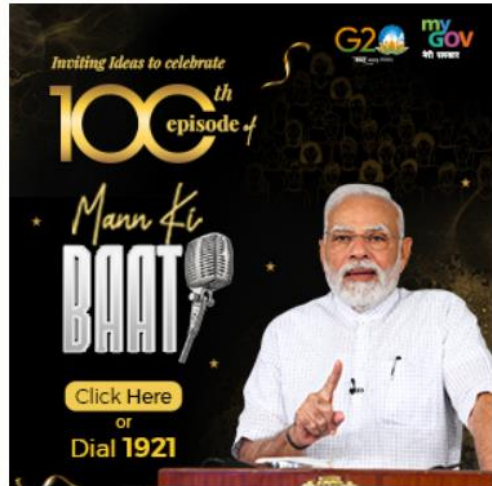 G20
my
GOV
मेरी सरकार
Inviting Ideas to celebrate
100th
episode of
Mann Ki
BAAT
Click Here
or
Dial 1921